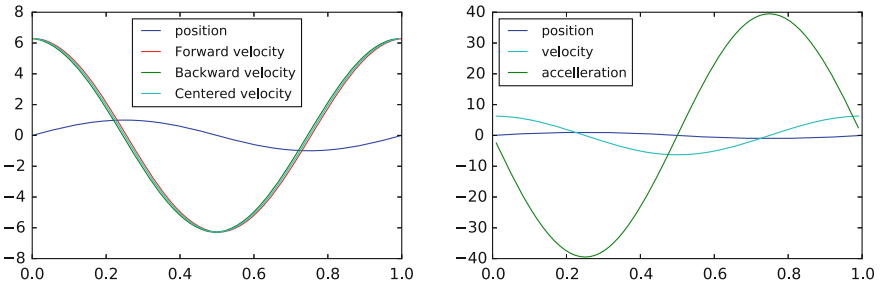 8
6
4
2
0
−2
−4
−6
−8
0.0 0.2 0.4 0.6 0.8 1.0
position
Forward velocity
Backward velocity
Centered velocity
40
30
20
10
0
−10
−20
−30
−40
0.0 0.2 0.4 0.6 0.8 1.0
position
velocity
accelleration